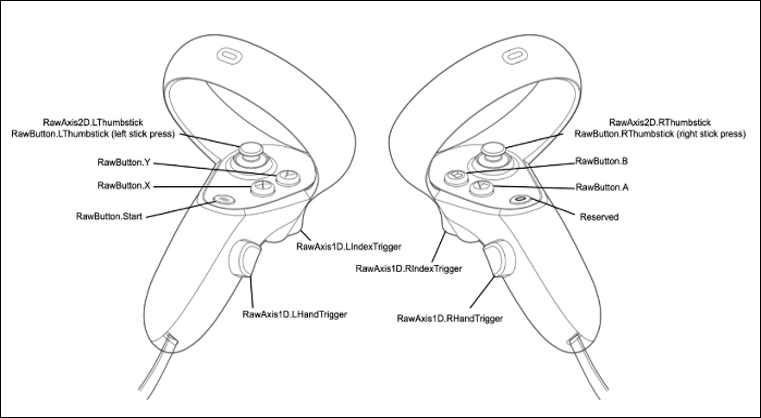 RawAxis2D.LThumbstick
RawButton.LThumbstick (left stick press)
RawButton.Y
RawButton.X
RawButton.Start
RawAxis1D.LIndexTrigger
RawAxis1D.LHandTrigger
RawAxis2D.RThumbstick
RawButton.RThumbstick (right stick press)
RawButton.B
RawButton.A
Reserved
RawAxis1D.RIndexTrigger
RawAxis1D.RHandTrigger